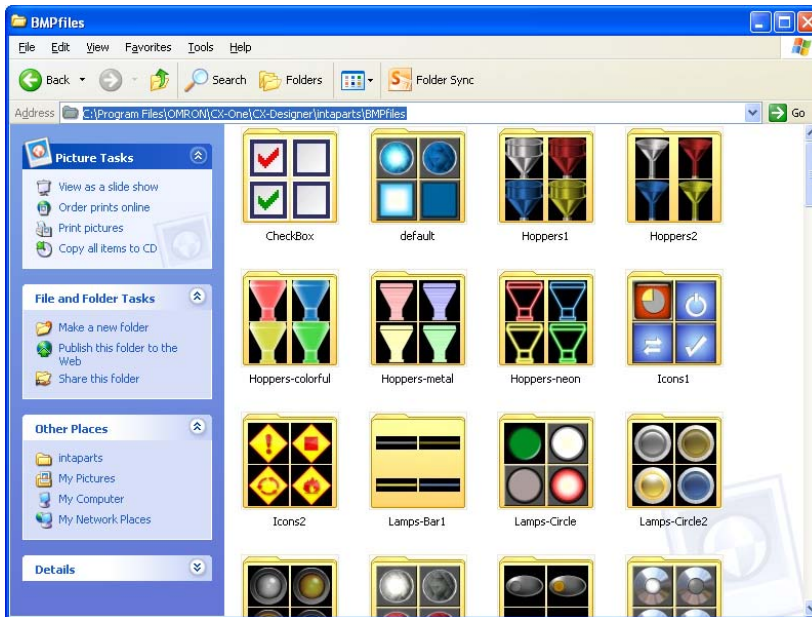 BMPfiles
File Edit View Favorites Tools Help
Back Search Folders Folder Sync
Address C:\Program Files\OMRON\CX-One\CX-Designer\intaparts\BMPfiles Go
Picture Tasks
View as a slide show
Order prints online
Print pictures
Copy all items to CD
File and Folder Tasks
Make a new folder
Publish this folder to the
Web
Share this folder
Other Places
intaparts
My Pictures
My Computer
My Network Places
Details
CheckBox default Hoppers1 Hoppers2
Hoppers-colorful Hoppers-metal Hoppers-neon Icons1
Icons2 Lamps-Bar1 Lamps-Circle Lamps-Circle2